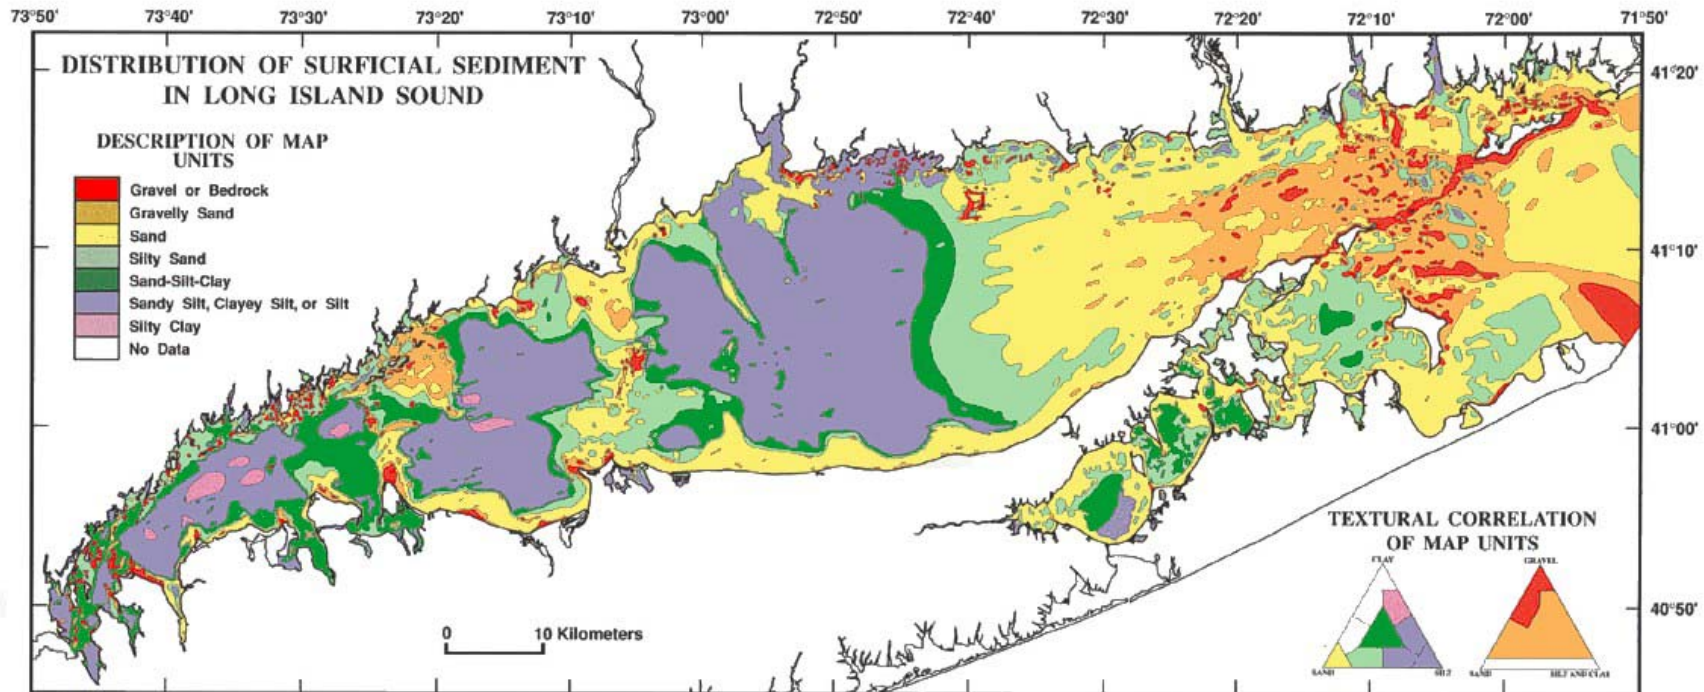 73°50' 73°40' 73°30' 73°20' 73°10' 73°00' 72°50' 72°40' 72°30' 72°20' 72°10' 72°00' 71°50'
DISTRIBUTION OF SURFICIAL SEDIMENT
IN LONG ISLAND SOUND
41°20'
DESCRIPTION OF MAP
UNITS
Gravel or Bedrock
Gravelly Sand
Sand
Silty Sand
41°10'
Sand-Silt-Clay
Sandy Silt, Clayey Silt, or Silt
Silty Clay
No Data
41°00'
TEXTURAL CORRELATION
OF MAP UNITS
CLAY GRAVEL
40°50'
0 10 Kilometers
SAND SILT SAND SILT AND CLAY